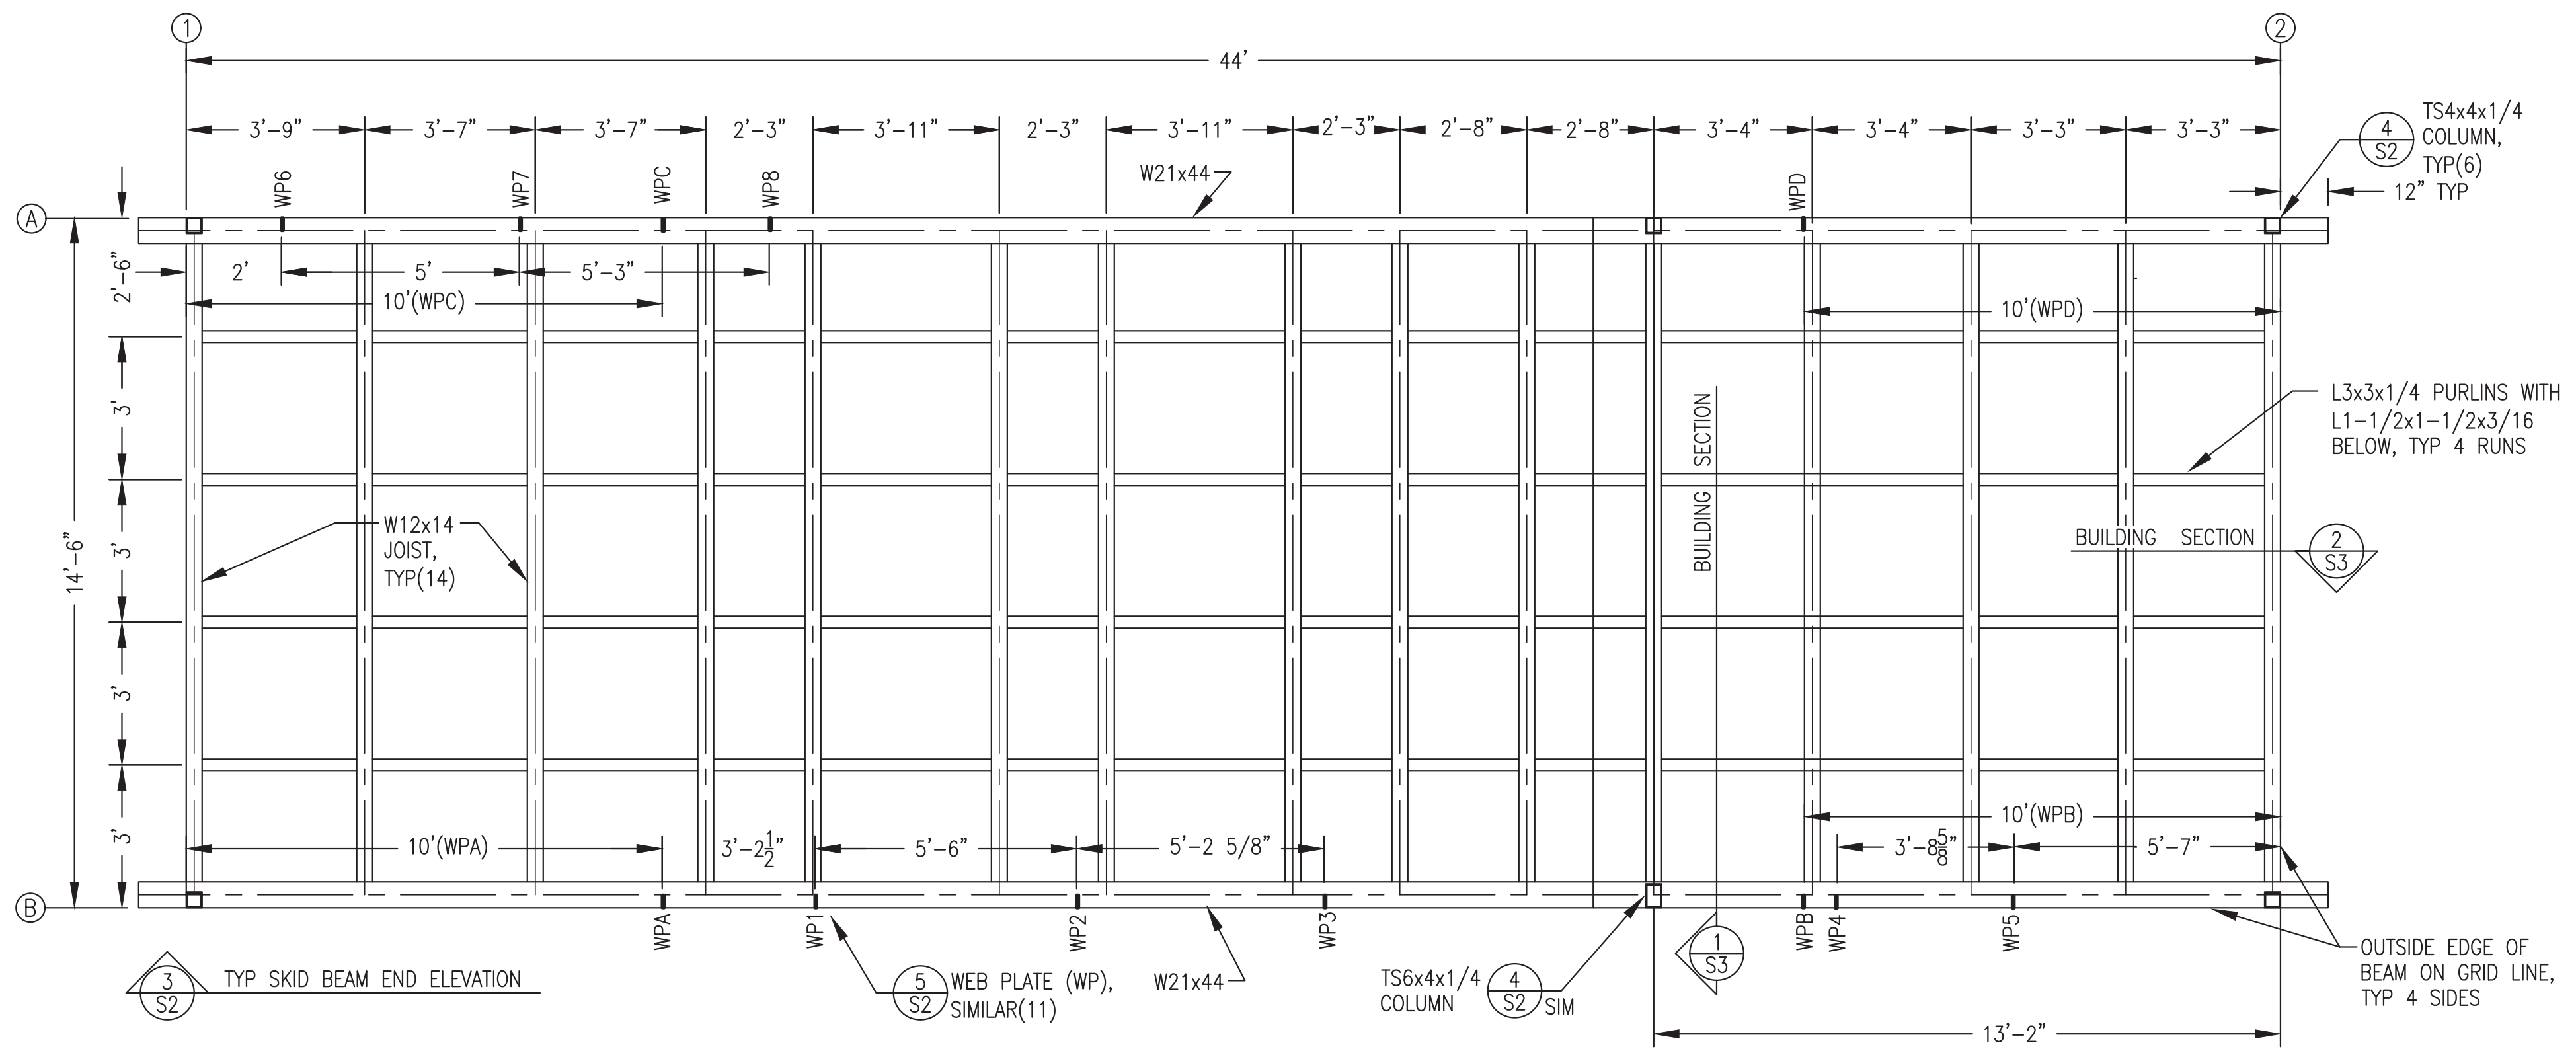 1
2
44'
3'-9"
3'-7"
3'-7"
2'-3"
3'-11"
2'-3"
3'-11"
2'-3"
2'-8"
2'-8"
3'-4"
3'-4"
3'-3"
3'-3"
4
S2
TS4x4x1/4
COLUMN,
TYP(6)
12" TYP
W21x44
A
WP6
WP7
WPC
WP8
WPD
2'-6"
2'
5'
5'-3"
10'(WPC)
10'(WPD)
3'
3'
3'
3'
14'-6"
W12x14
JOIST,
TYP(14)
BUILDING SECTION
BUILDING SECTION
2
S3
L3x3x1/4 PURLINS WITH
L1-1/2x1-1/2x3/16
BELOW, TYP 4 RUNS
10'(WPA)
3'-2 1/2"
5'-6"
5'-2 5/8"
10'(WPB)
3'-8 5/8"
5'-7"
B
WPA
WP1
WP2
WP3
WPB
WP4
WP5
3
S2
TYP SKID BEAM END ELEVATION
5
S2
WEB PLATE (WP),
SIMILAR(11)
W21x44
TS6x4x1/4
COLUMN
4
S2
SIM
1
S3
OUTSIDE EDGE OF
BEAM ON GRID LINE,
TYP 4 SIDES
13'-2"